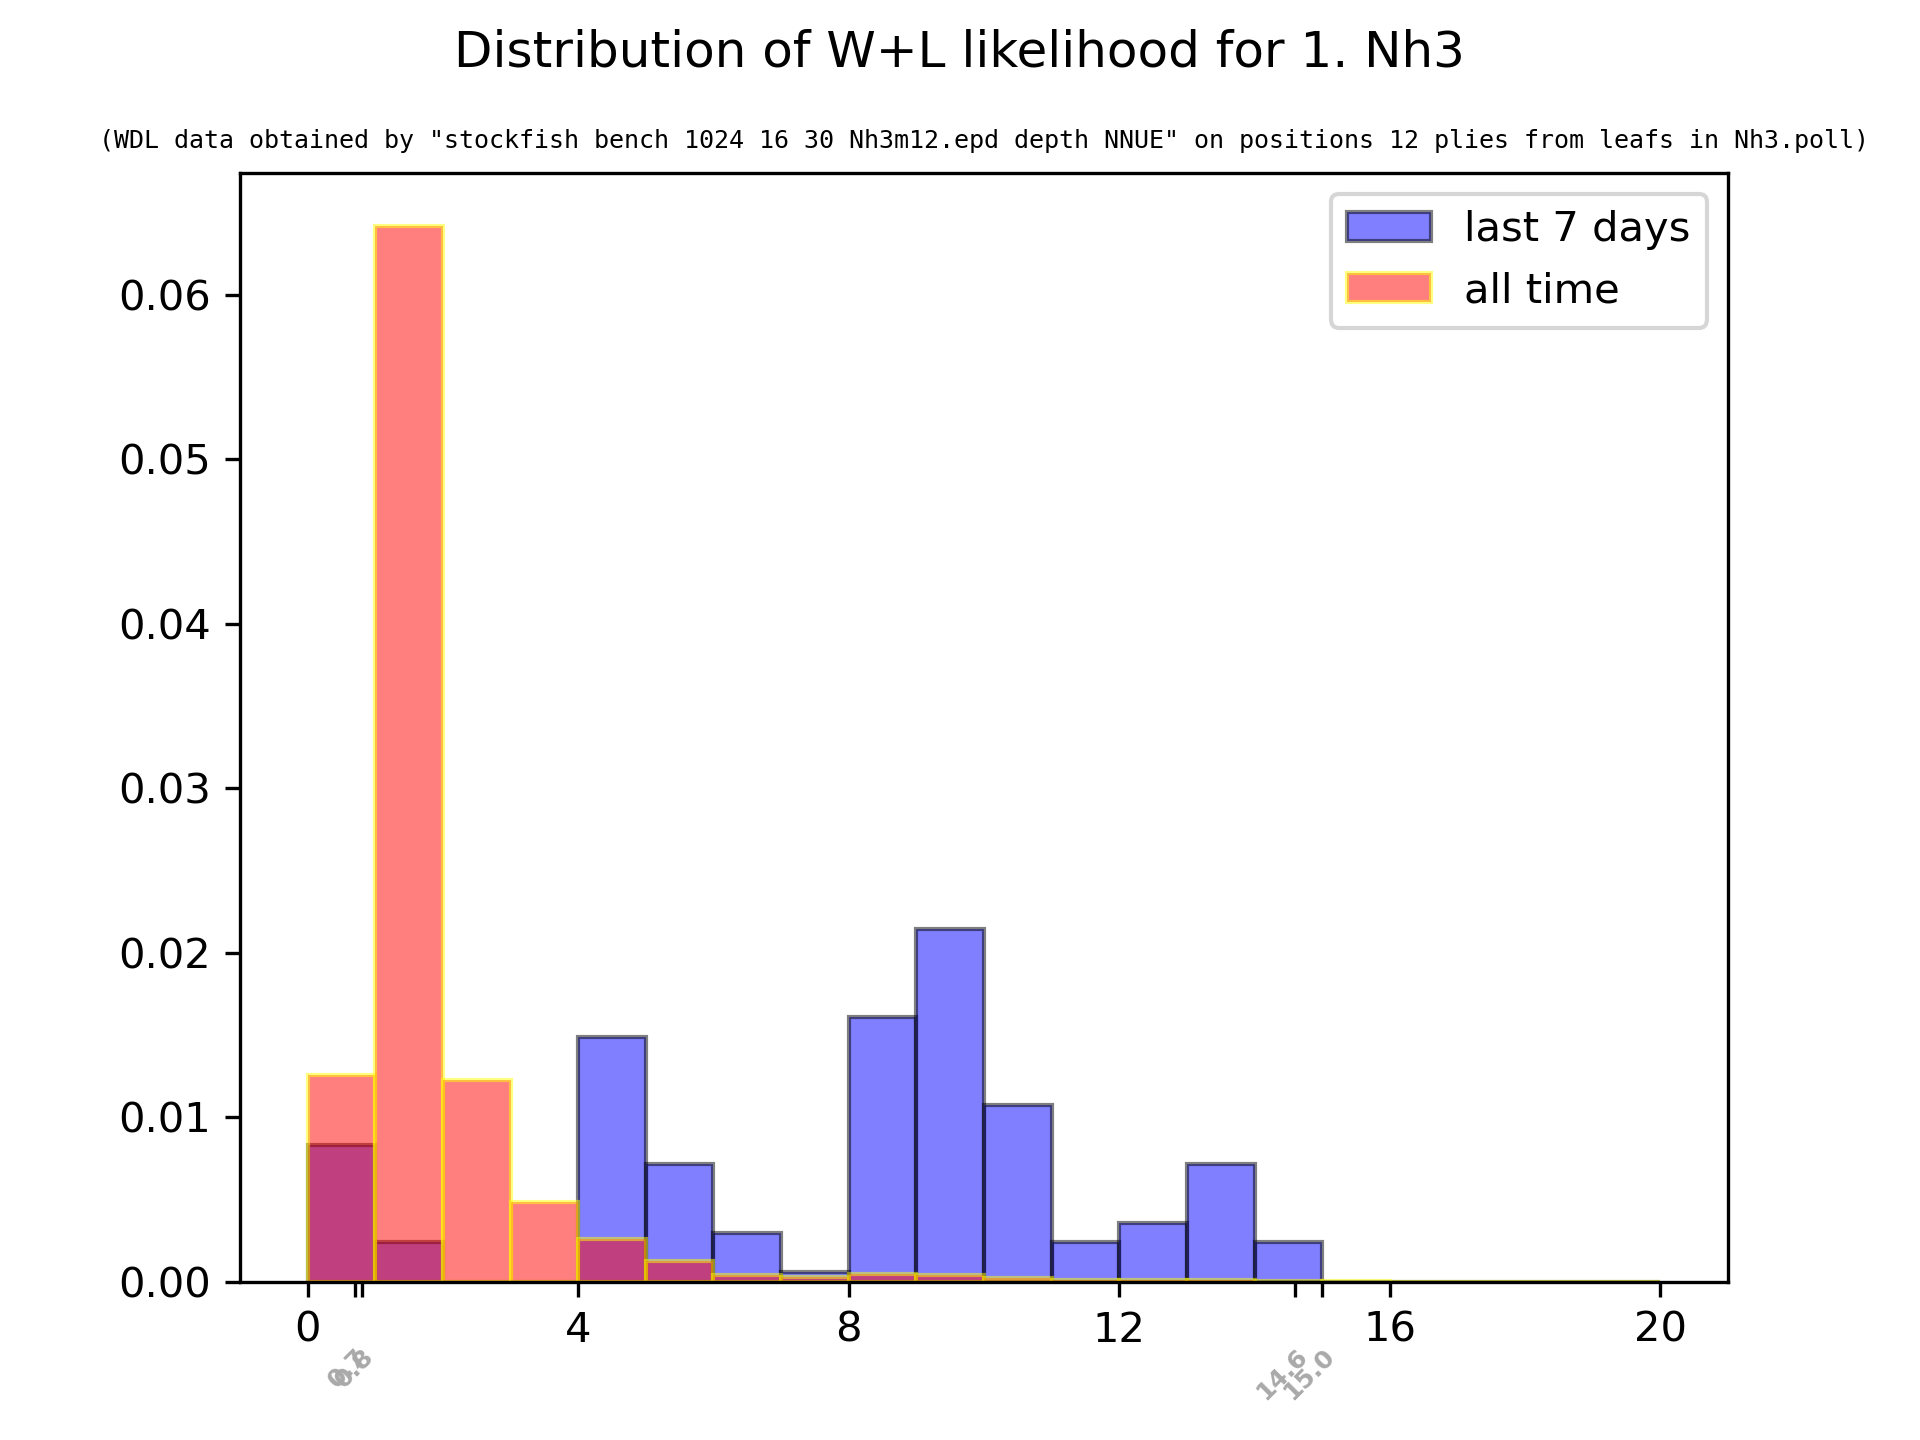 Distribution of W+L likelihood for 1. Nh3
(WDL data obtained by "stockfish bench 1024 16 30 Nh3m12.epd depth NNUE" on positions 12 plies from leafs in Nh3.poll)
last 7 days
all time
0.06
0.05
0.04
0.03
0.02
0.01
0.00
0 4 8 12 16 20
14.6 15.0